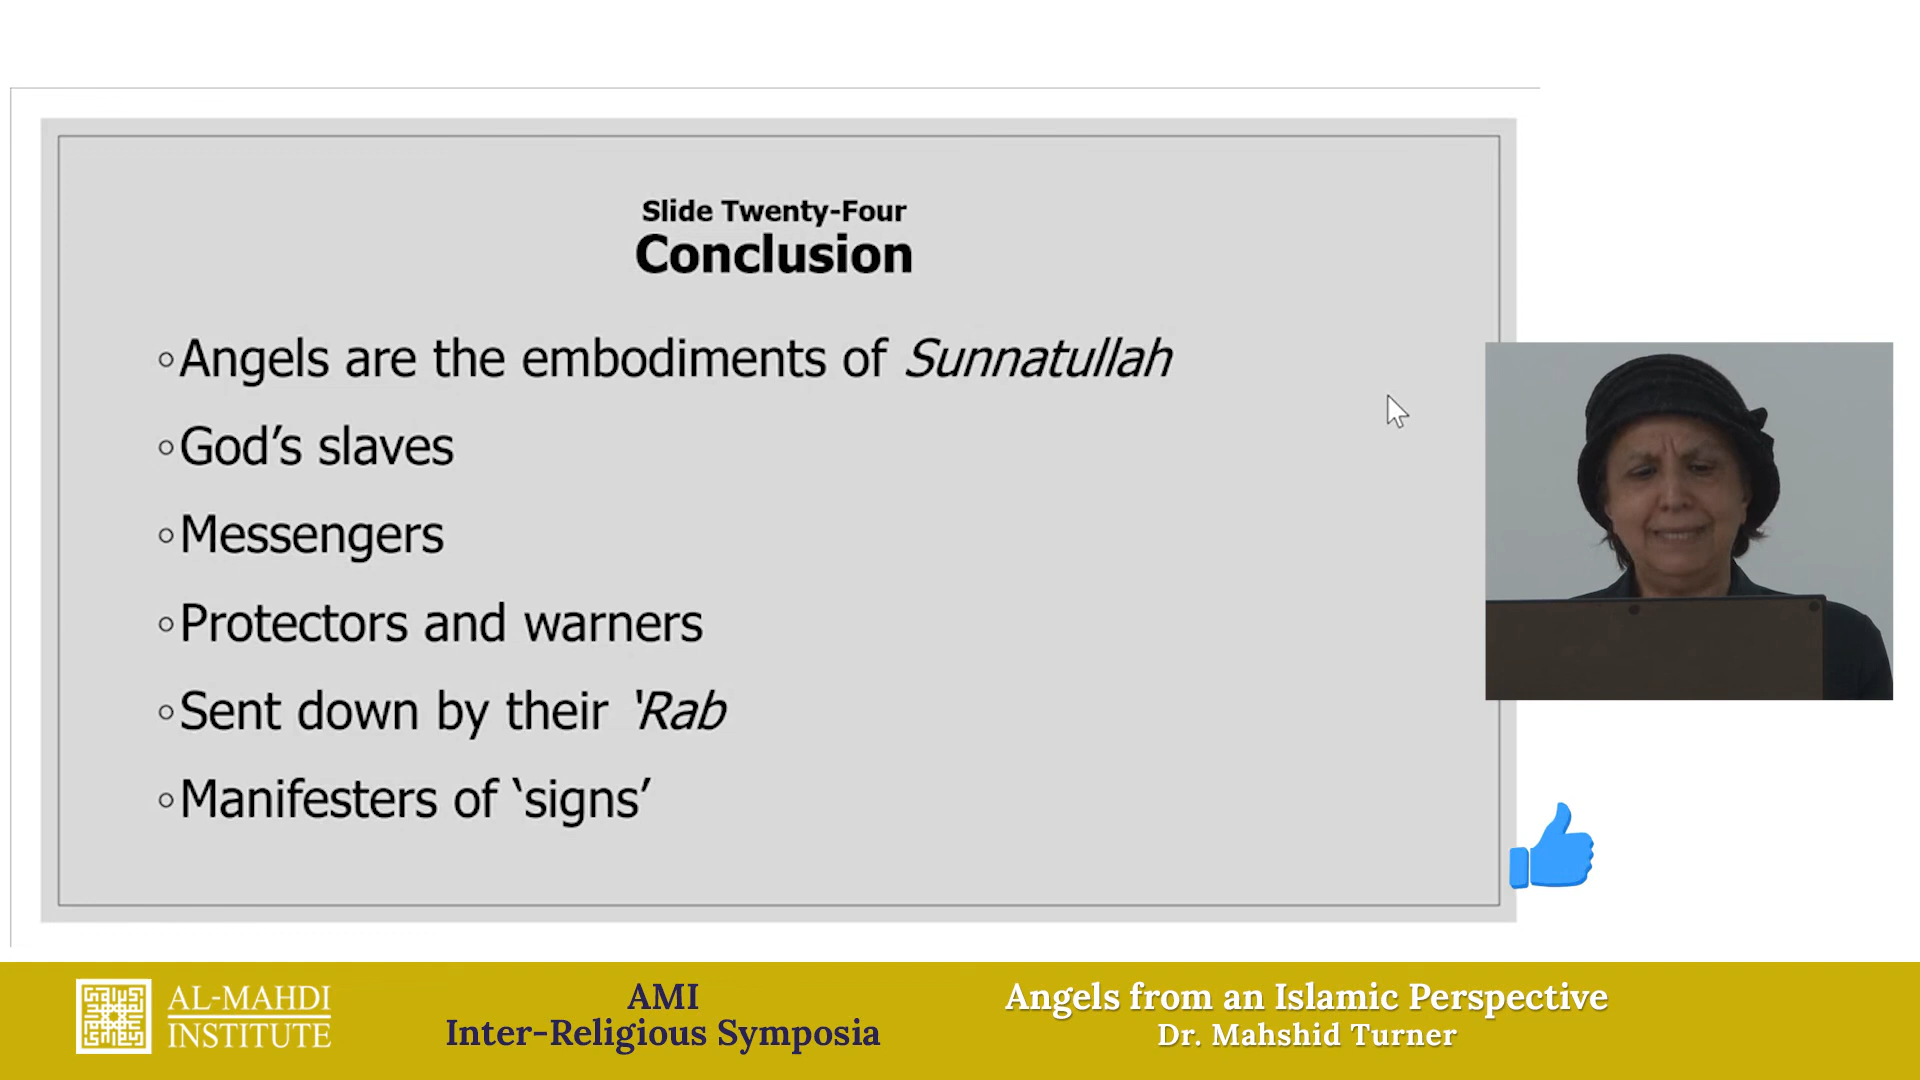 Slide Twenty-Four
Conclusion
◦Angels are the embodiments of Sunnatullah
◦God’s slaves
◦Messengers
◦Protectors and warners
◦Sent down by their ‘Rab
◦Manifesters of ‘signs’
AL-MAHDI
INSTITUTE
AMI
Inter-Religious Symposia
Angels from an Islamic Perspective
Dr. Mahshid Turner